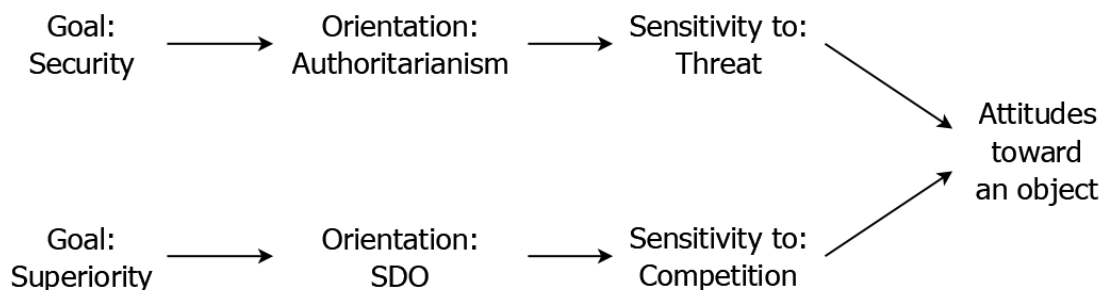 Goal:
Security
Orientation:
Authoritarianism
Sensitivity to:
Threat
Attitudes
toward
an object
Goal:
Superiority
Orientation:
SDO
Sensitivity to:
Competition